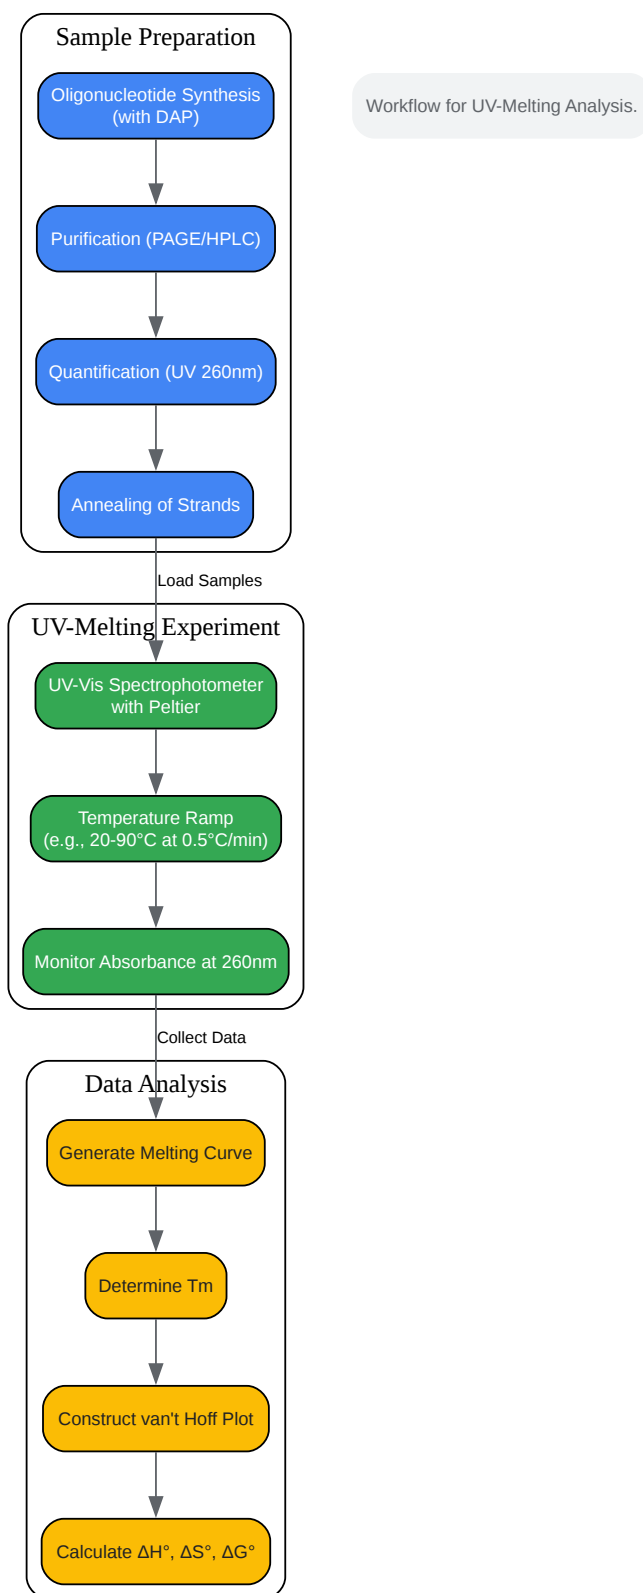 Sample Preparation
Oligonucleotide Synthesis
(with DAP)
Workflow for UV-Melting Analysis.
Purification (PAGE/HPLC)
Quantification (UV 260nm)
Annealing of Strands
Load Samples
UV-Melting Experiment
UV-Vis Spectrophotometer
with Peltier
Temperature Ramp
(e.g., 20-90°C at 0.5°C/min)
Monitor Absorbance at 260nm
Collect Data
Data Analysis
Generate Melting Curve
Determine Tm
Construct van't Hoff Plot
Calculate ΔH°, ΔS°, ΔG°